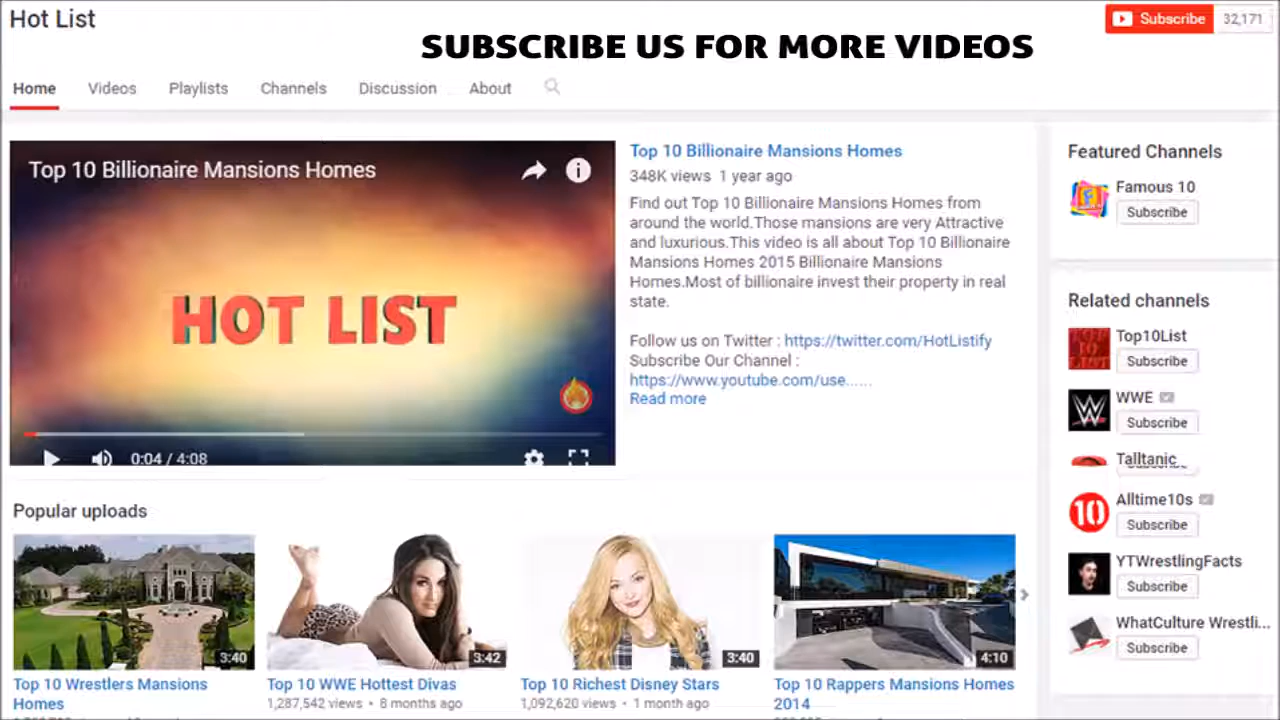 Hot List
Subscribe 32,171
SUBSCRIBE US FOR MORE VIDEOS
Home Videos Playlists Channels Discussion About
Top 10 Billionaire Mansions Homes
HOT LIST
0:04 / 4:08
Top 10 Billionaire Mansions Homes
348K views 1 year ago
Find out Top 10 Billionaire Mansions Homes from
around the world.Those mansions are very Attractive
and luxurious.This video is all about Top 10 Billionaire
Mansions Homes 2015 Billionaire Mansions
Homes.Most of billionaire invest their property in real
state.
Follow us on Twitter : https://twitter.com/HotListify
Subscribe Our Channel :
https://www.youtube.com/use......
Read more
Featured Channels
Famous 10
Subscribe
Related channels
Top10List
Subscribe
WWE
Subscribe
Talltanic
Subscribe
10
Alltime10s
Subscribe
YTWrestlingFacts
Subscribe
WhatCulture Wrestli...
Subscribe
Popular uploads
3:40
Top 10 Wrestlers Mansions
Homes
3:42
Top 10 WWE Hottest Divas
1,287,542 views • 8 months ago
3:40
Top 10 Richest Disney Stars
1,092,620 views • 1 month ago
4:10
Top 10 Rappers Mansions Homes
2014